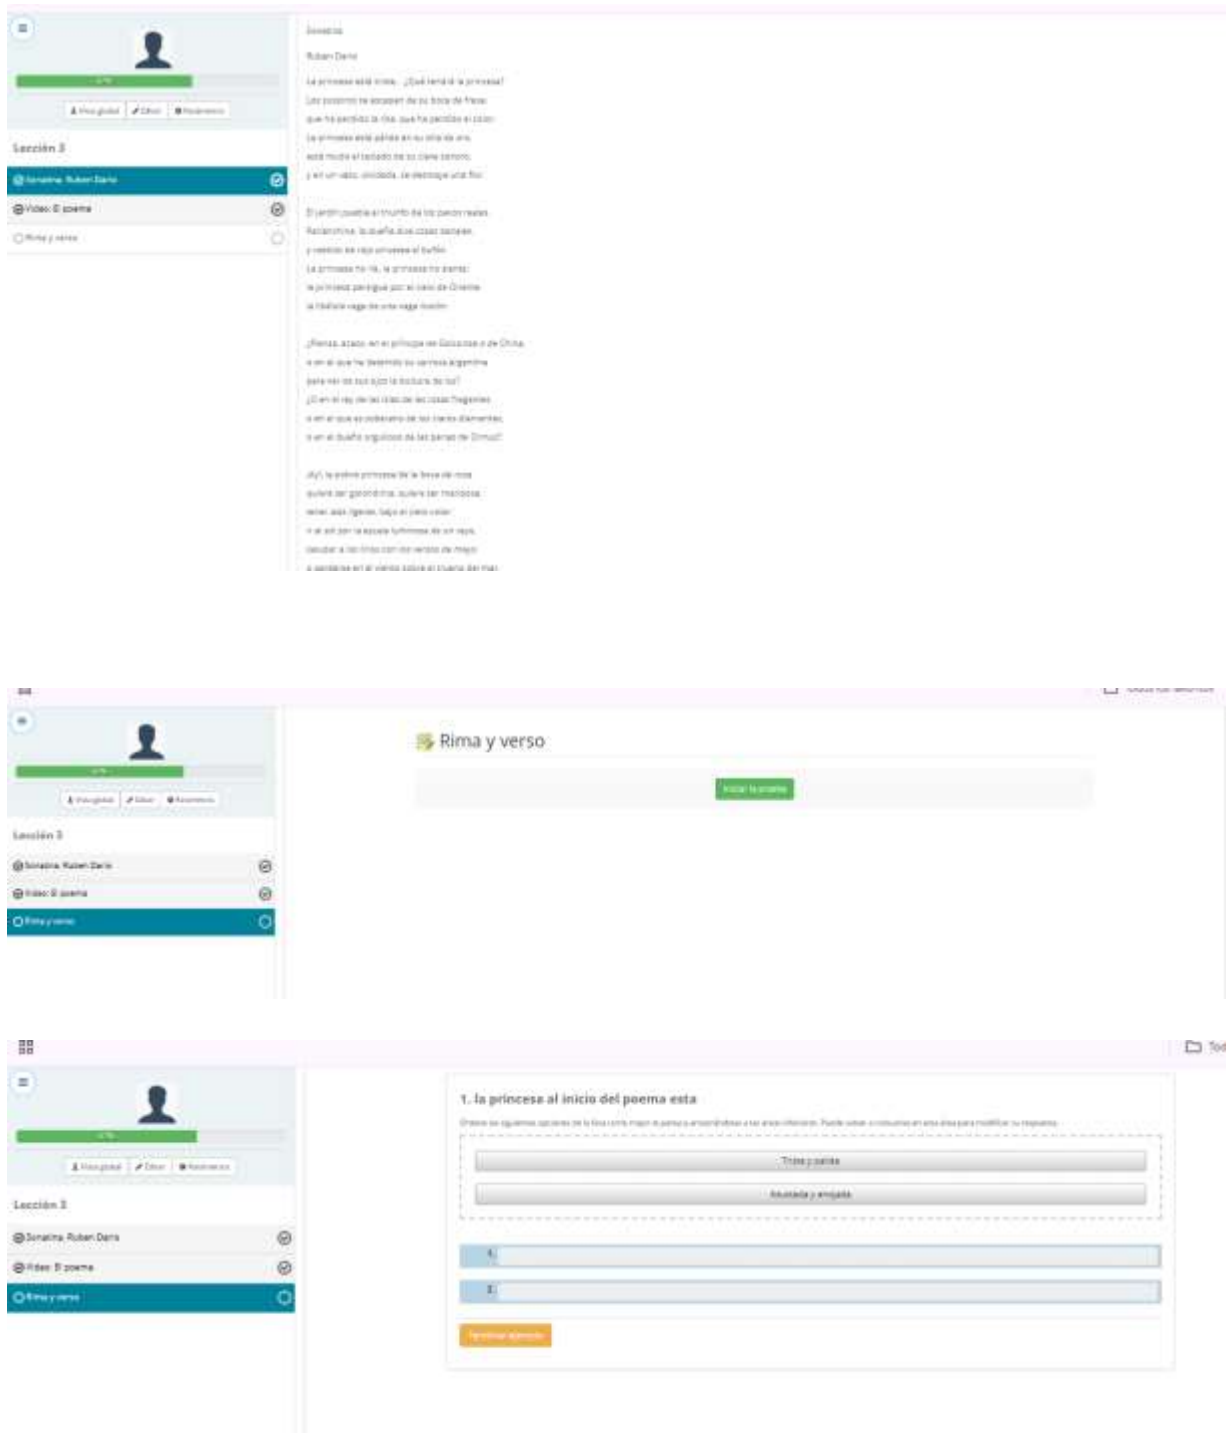 Sonatina
Ruben Dario
La princesa está triste... ¿Qué tendrá la princesa?
Los suspiros se escapan de su boca de fresa
que ha perdido la risa, que ha perdido el color.
La princesa está pálida en su silla de oro,
está mudo el teclado de su clave sonoro,
y en un vaso, olvidada, se desmaya una flor.
El jardín puebla el triunfo de los pavos reales.
Parlanchina, la dueña dice cosas banales,
y vestido de rojo piruetea el bufón.
La princesa no ríe, la princesa no siente;
la princesa persigue por el cielo de Oriente
la libélula vaga de una vaga ilusión.
¿Piensa, acaso, en el príncipe de Golconda o de China,
o en el que ha detenido su carroza argentina
para ver de sus ojos la dulzura de luz?
¿O en el rey de las islas de las rosas fragantes,
o en el que es soberano de los claros diamantes,
o en el dueño orgulloso de las perlas de Ormuz?
¡Ay!, la pobre princesa de la boca de rosa
quiere ser golondrina, quiere ser mariposa,
tener alas ligeras, bajo el cielo volar;
ir al sol por la escala luminosa de un rayo,
saludar a los lirios con los versos de mayo
o perderse en el viento sobre el trueno del mar.
Vista global Editar
Lección 3
Sonatina. Ruben Dario
Video: El poema
Rima y verso
Rima y verso
Iniciar la prueba
Vista global Editar
Lección 3
Sonatina. Ruben Dario
Video: El poema
Rima y verso
Tod
1. la princesa al inicio del poema esta
Triste y palida
Asustada y enojada
1.
2.
Terminar ejercicio
Vista global Editar
Lección 3
Sonatina. Ruben Dario
Video: El poema
Rima y verso